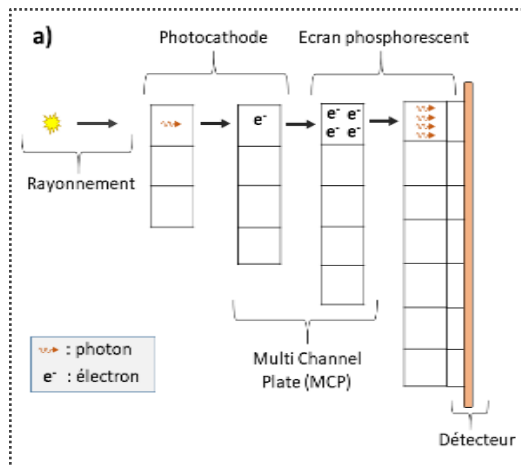 a)
Photocathode
Ecran phosphorescent
e-
e- e-
e- e-
Rayonnement
: photon
e- : électron
Multi Channel
Plate (MCP)
Détecteur